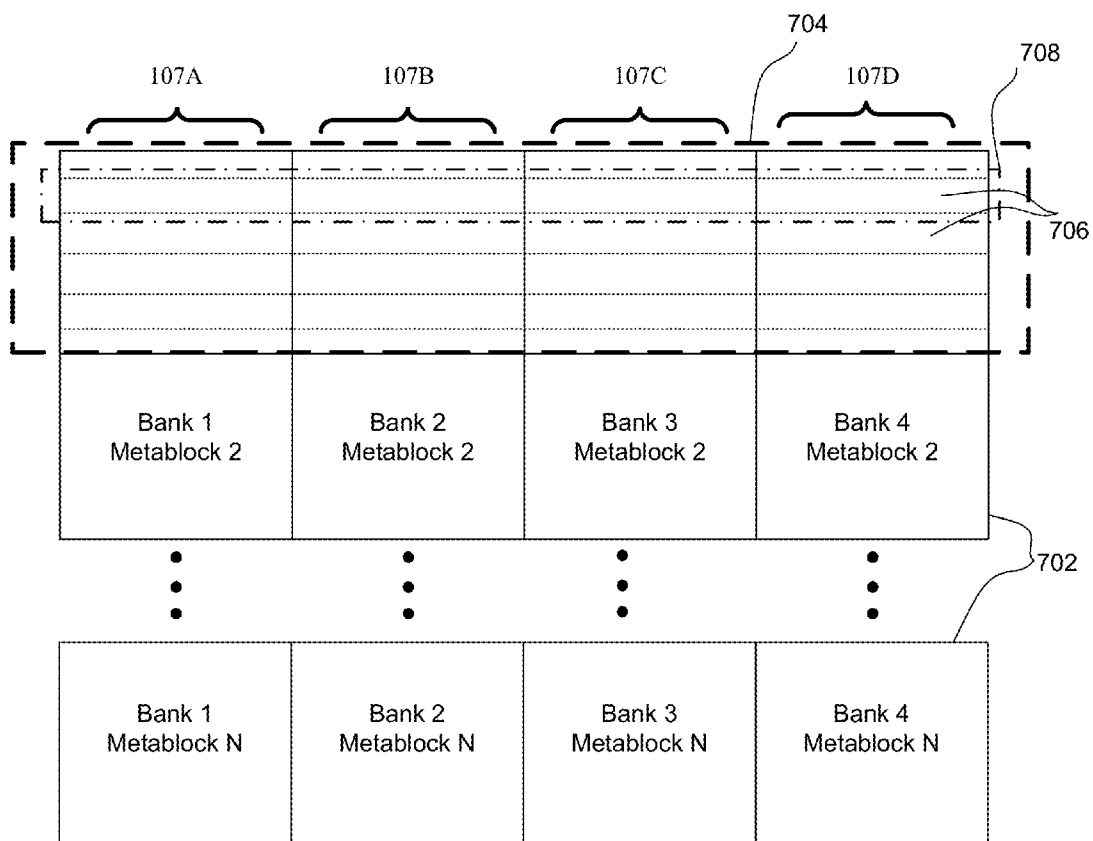 704
708
107A 107B 107C 107D
706
Bank 1 Bank 2 Bank 3 Bank 4
Metablock 2 Metablock 2 Metablock 2 Metablock 2
702
Bank 1 Bank 2 Bank 3 Bank 4
Metablock N Metablock N Metablock N Metablock N